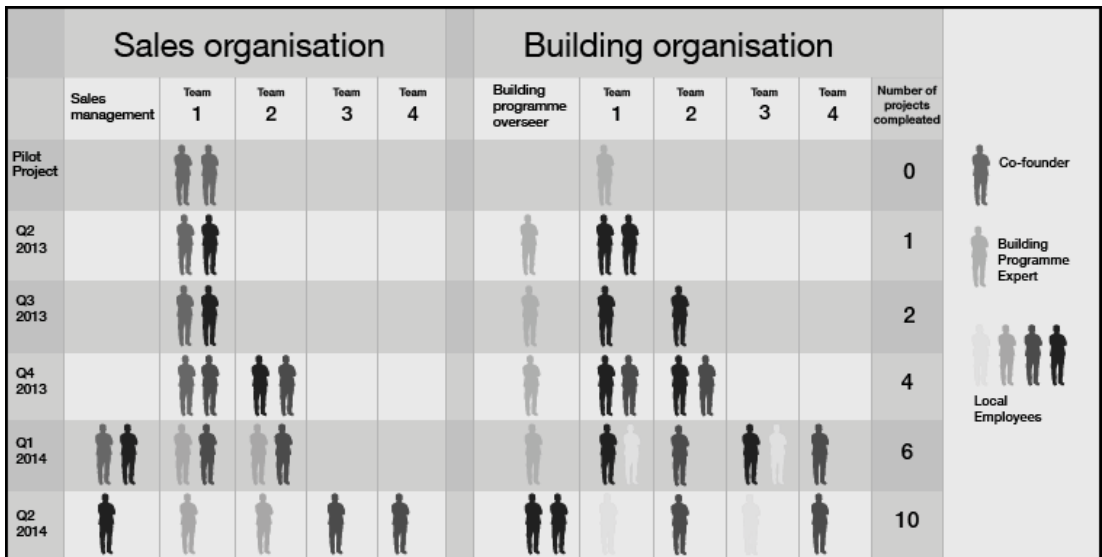 Sales organisation
Building organisation
Sales
management
Team
1
Team
2
Team
3
Team
4
Building
programme
overseer
Team
1
Team
2
Team
3
Team
4
Number of
projects
compleated
Pilot
Project
0
Q2
2013
1
Q3
2013
2
Q4
2013
4
Q1
2014
6
Q2
2014
10
Co-founder
Building
Programme
Expert
Local
Employees